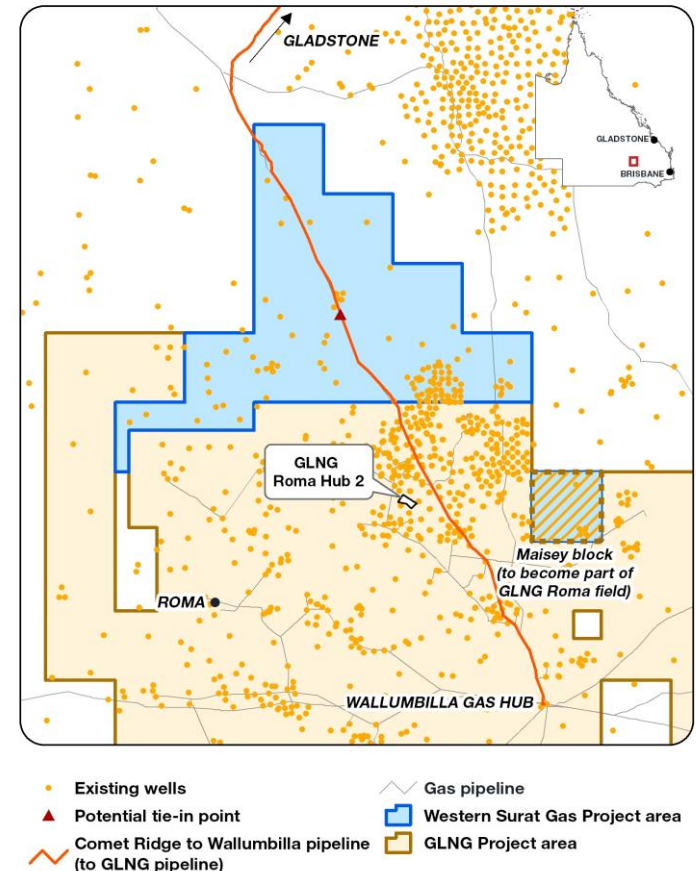 GLADSTONE
GLADSTONE
BRISBANE
GLNG
Roma Hub 2
Maisey block
(to become part of
GLNG Roma field)
ROMA
WALLUMBILLA GAS HUB
Existing wells
Potential tie-in point
Comet Ridge to Wallumbilla pipeline
(to GLNG pipeline)
Gas pipeline
Western Surat Gas Project area
GLNG Project area